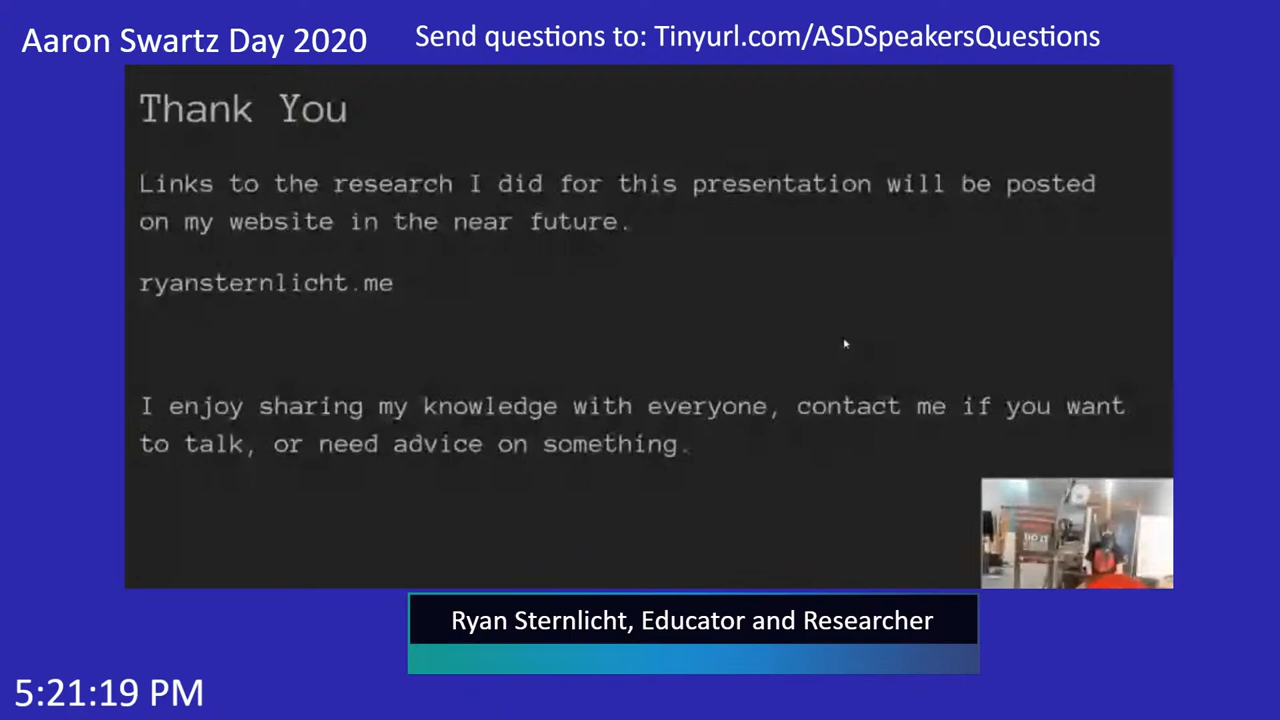 Aaron Swartz Day 2020
Send questions to: Tinyurl.com/ASDSpeakersQuestions
Thank You
Links to the research I did for this presentation will be posted
on my website in the near future.
ryansternlicht.me
I enjoy sharing my knowledge with everyone, contact me if you want
to talk, or need advice on something.
Ryan Sternlicht, Educator and Researcher
5:21:19 PM